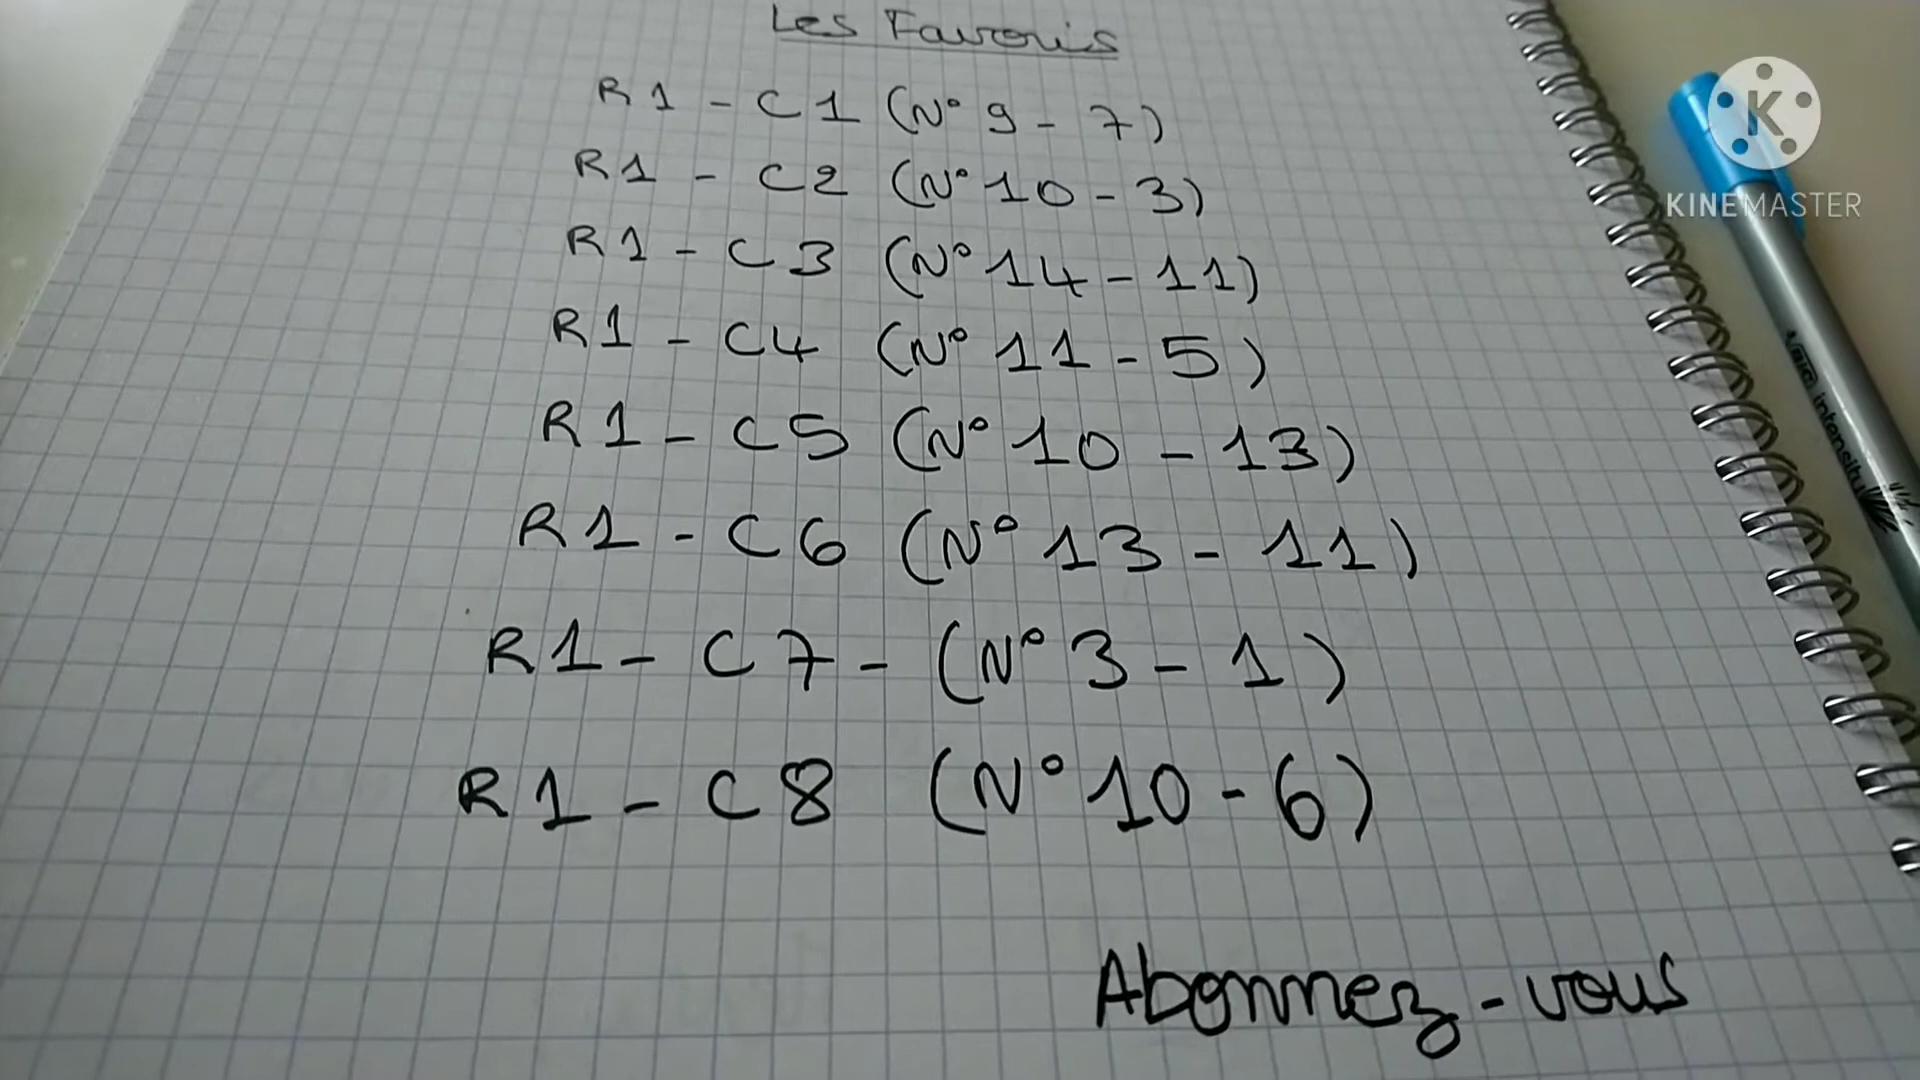 Les Favoris
R1 - C1 (N° 9 - 7)
R1 - C2 (N° 10 - 3)
R1 - C3 (N° 14 - 11)
R1 - C4 (N° 11 - 5)
R1 - C5 (N° 10 - 13)
R1 - C6 (N° 13 - 11)
R1 - C7 - (N° 3 - 1)
R1 - C8 (N° 10 - 6)
Abonnez-vous
K
KINEMASTER
intensity